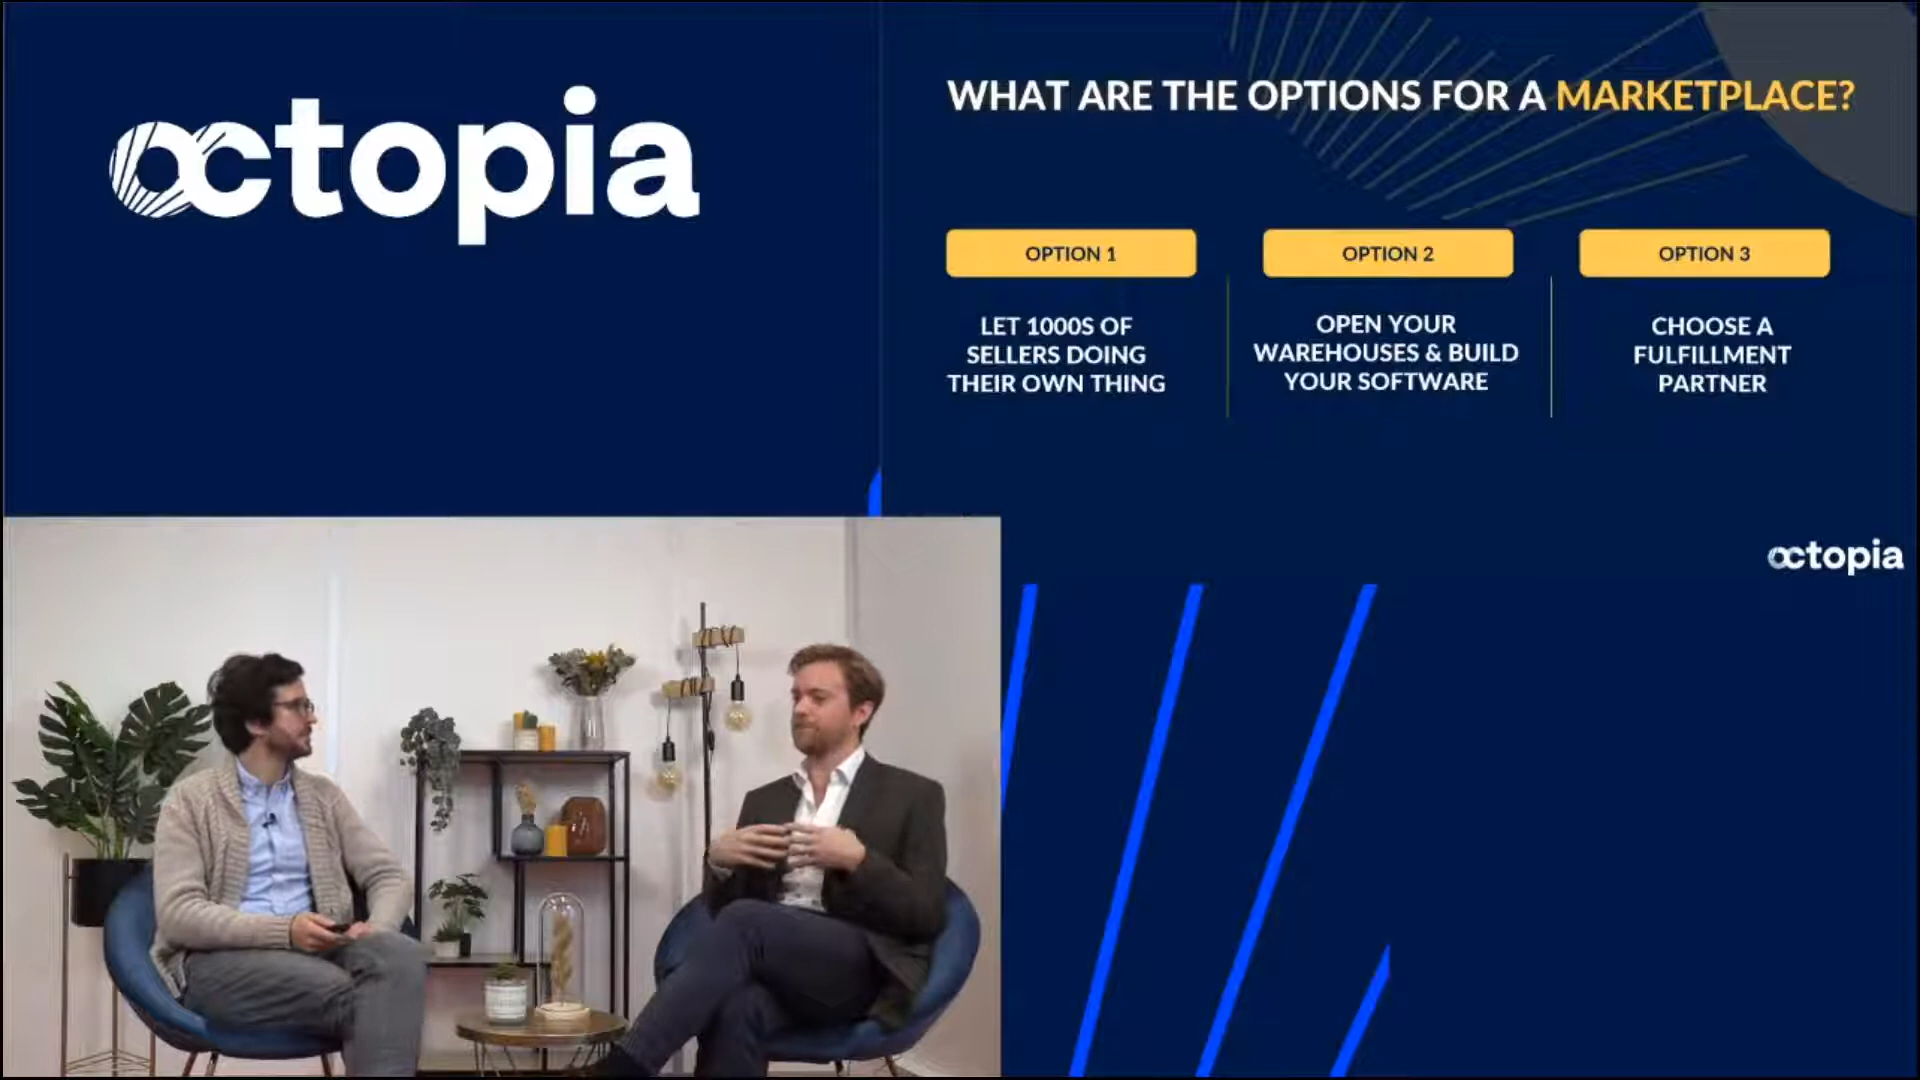 octopia
WHAT ARE THE OPTIONS FOR A MARKETPLACE?
OPTION 1
LET 1000S OF
SELLERS DOING
THEIR OWN THING
OPTION 2
OPEN YOUR
WAREHOUSES & BUILD
YOUR SOFTWARE
OPTION 3
CHOOSE A
FULFILLMENT
PARTNER
octopia